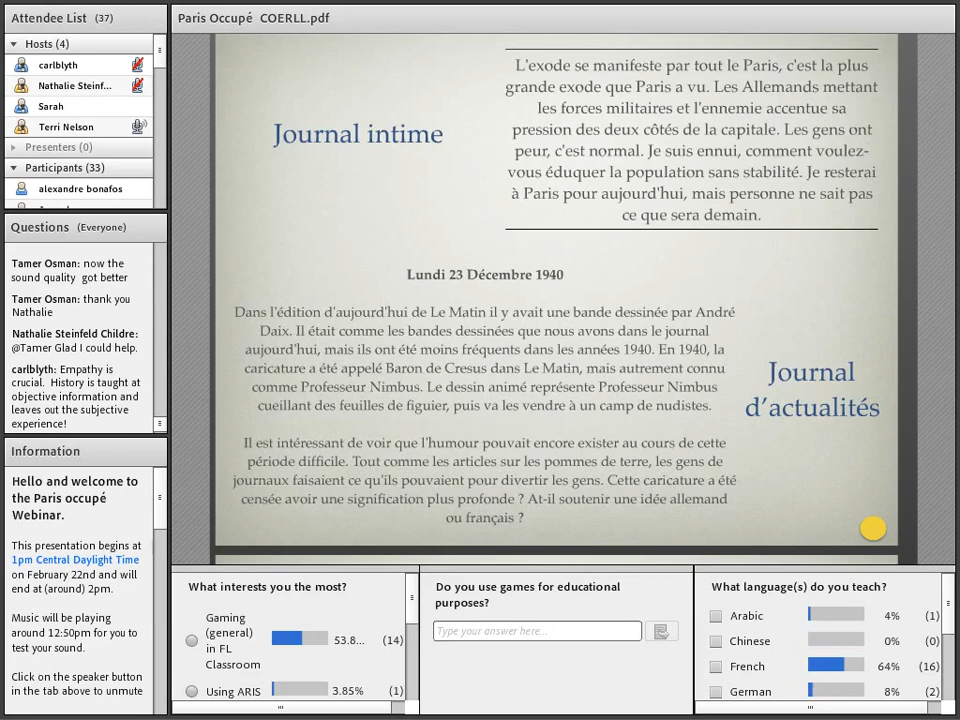 Attendee List (37)
Hosts (4)
carlblyth
Nathalie Steinf...
Sarah
Terri Nelson
Presenters (0)
Participants (33)
alexandre bonafos
Questions (Everyone)
Tamer Osman: now the
sound quality got better
Tamer Osman: thank you
Nathalie
Nathalie Steinfeld Childre:
@Tamer Glad I could help.
carlblyth: Empathy is
crucial. History is taught at
objective information and
leaves out the subjective
experience!
Information
Hello and welcome to
the Paris occupé
Webinar.
This presentation begins at
1pm Central Daylight Time
on February 22nd and will
end at (around) 2pm.
Music will be playing
around 12:50pm for you to
test your sound.
Click on the speaker button
in the tab above to unmute
Paris Occupé COERLL.pdf
Journal intime
L'exode se manifeste par tout le Paris, c'est la plus
grande exode que Paris a vu. Les Allemands mettant
les forces militaires et l'ennemie accentue sa
pression des deux côtés de la capitale. Les gens ont
peur, c'est normal. Je suis ennui, comment voulez-
vous éduquer la population sans stabilité. Je resterai
à Paris pour aujourd'hui, mais personne ne sait pas
ce que sera demain.
Lundi 23 Décembre 1940
Dans l'édition d'aujourd'hui de Le Matin il y avait une bande dessinée par André
Daix. Il était comme les bandes dessinées que nous avons dans le journal
aujourd'hui, mais ils ont été moins fréquents dans les années 1940. En 1940, la
caricature a été appelé Baron de Cresus dans Le Matin, mais autrement connu
comme Professeur Nimbus. Le dessin animé représente Professeur Nimbus
cueillant des feuilles de figuier, puis va les vendre à un camp de nudistes.
Il est intéressant de voir que l'humour pouvait encore exister au cours de cette
période difficile. Tout comme les articles sur les pommes de terre, les gens de
journaux faisaient ce qu'ils pouvaient pour divertir les gens. Cette caricature a été
censée avoir une signification plus profonde ? At-il soutenir une idée allemand
ou français ?
Journal
d'actualités
What interests you the most?
Gaming
(general)
in FL
Classroom
53.8... (14)
Using ARIS 3.85% (1)
Do you use games for educational
purposes?
Type your answer here...
What language(s) do you teach?
Arabic 4% (1)
Chinese 0% (0)
French 64% (16)
German 8% (2)